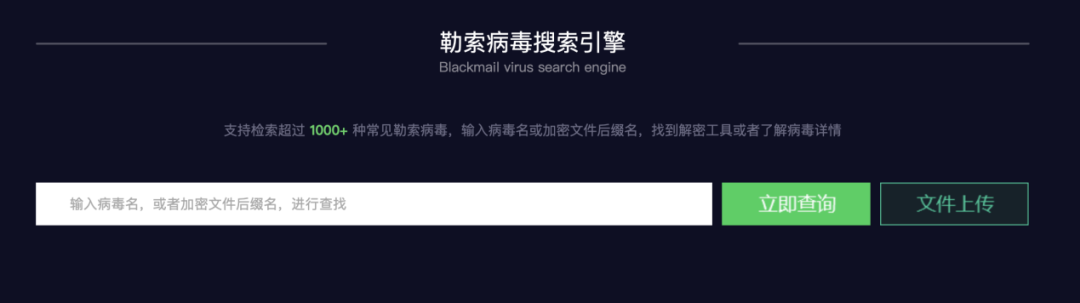 勒索病毒搜索引擎
Blackmail virus search engine
支持检索超过 1000+ 种常见勒索病毒，输入病毒名或加密文件后缀名，找到解密工具或者了解病毒详情
输入病毒名，或者加密文件后缀名，进行查找
立即查询
文件上传